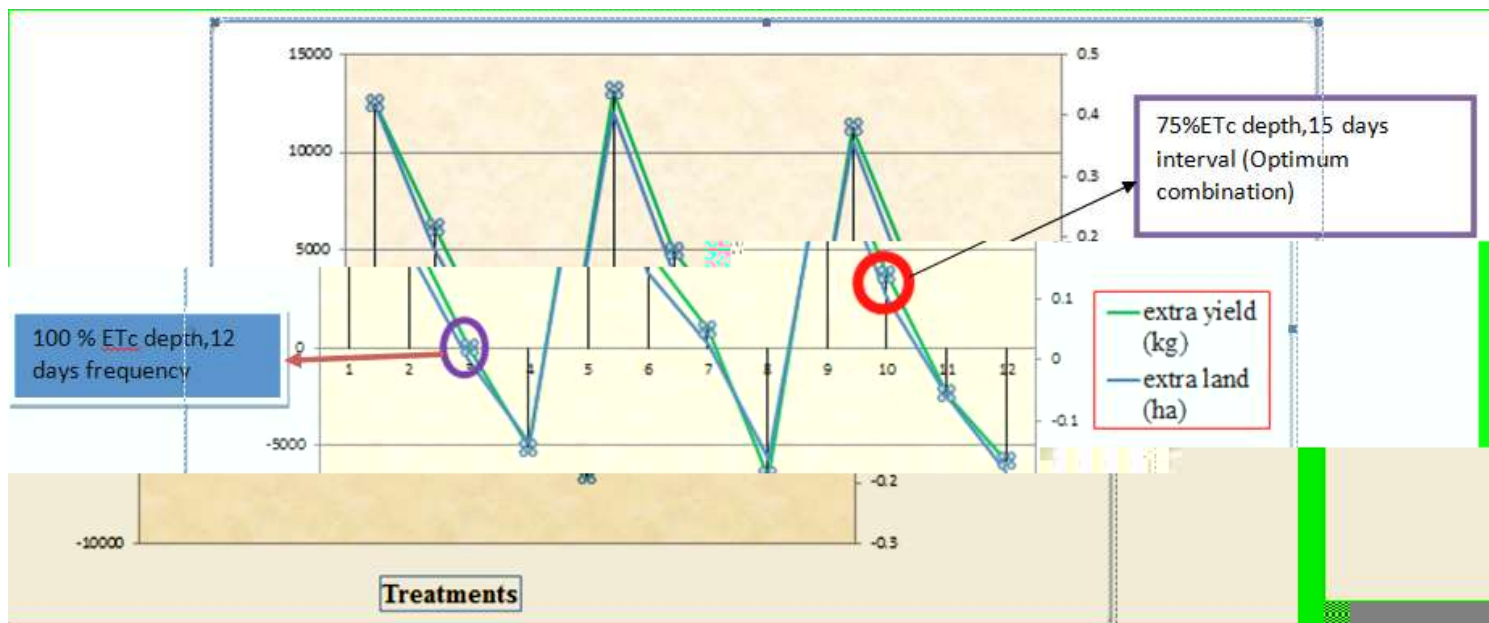 15000
0.5
0.4
75%ETc depth,15 days
interval (Optimum
combination)
10000
0.3
5000
0.2
0.1
extra yield
(kg)
extra land
(ha)
100 % ETc depth,12
days frequency
0
0
1 2 3 4 5 6 7 8 9 10 11 12
-0.1
-5000
-0.2
-10000
-0.3
Treatments